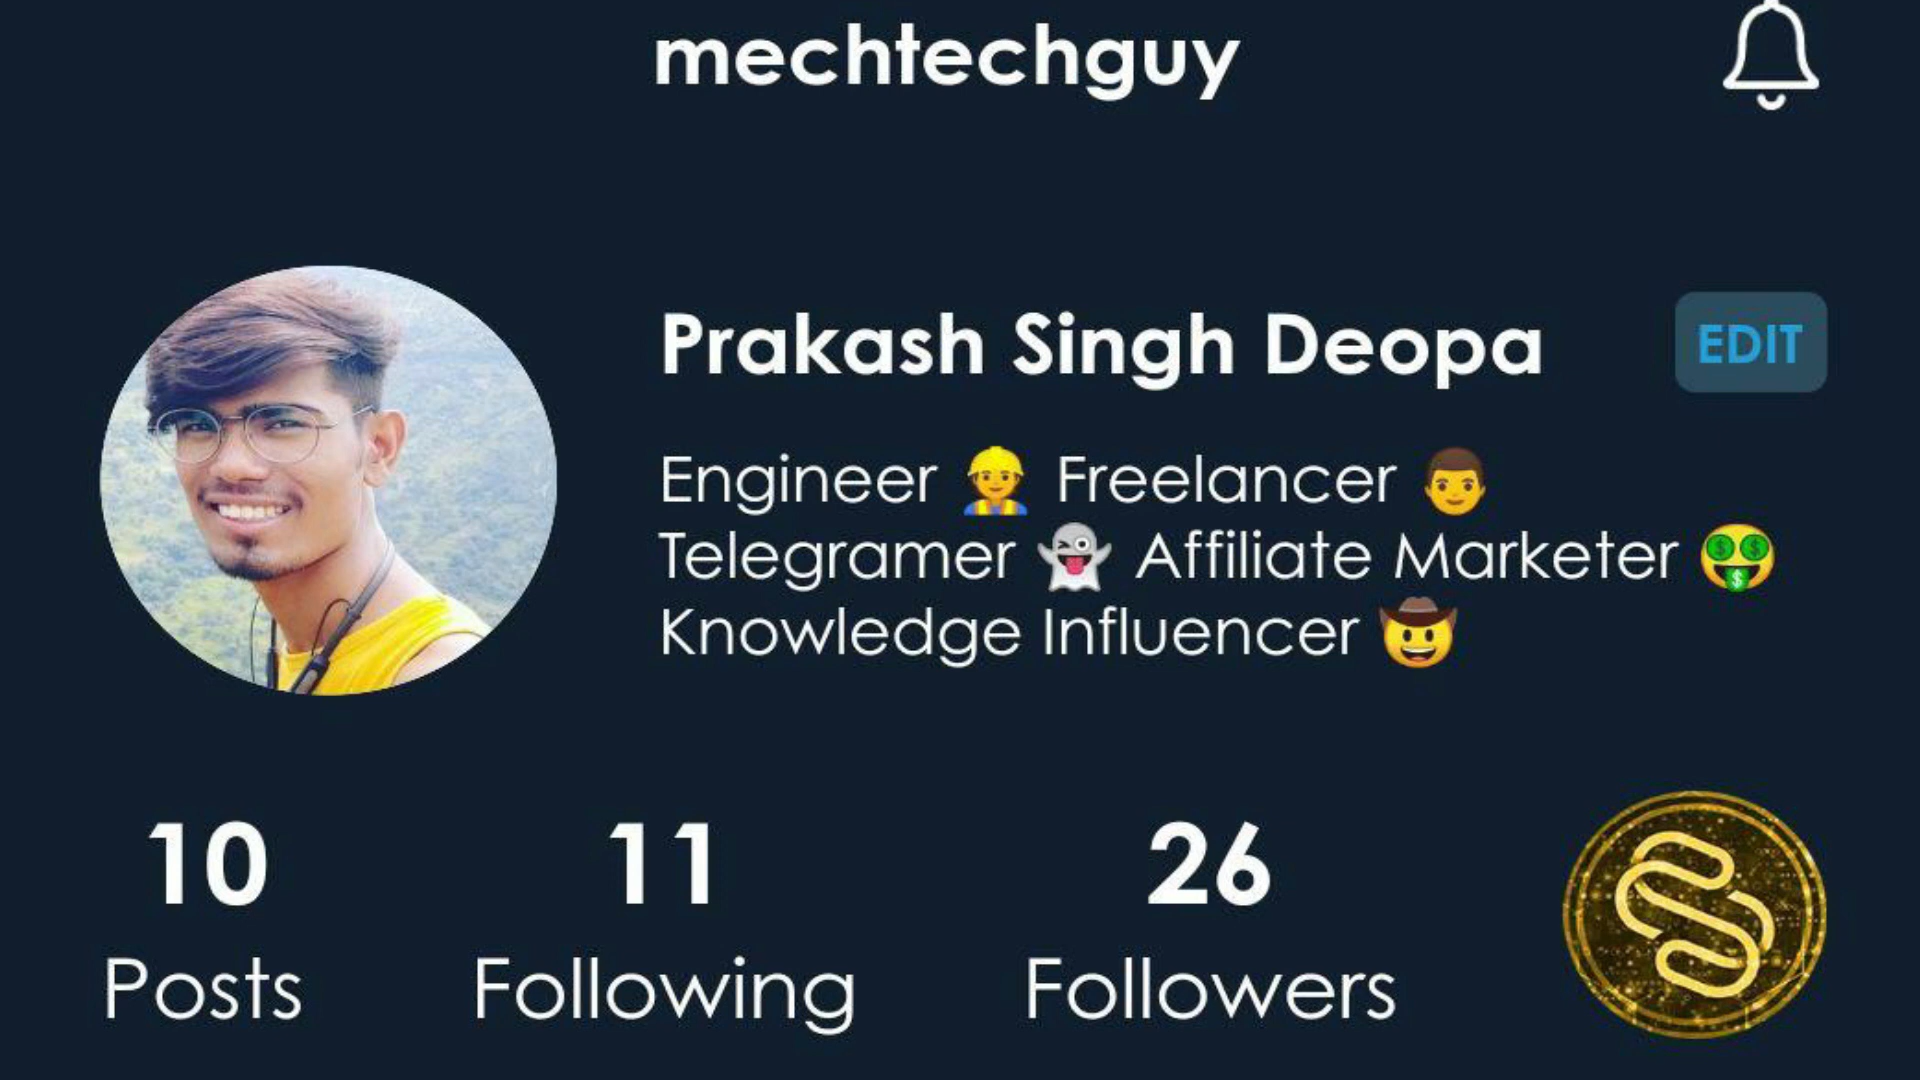 mechtechguy
Prakash Singh Deopa
EDIT
Engineer 👷 Freelancer 👨
Telegramer 👻 Affiliate Marketer 🤑
Knowledge Influencer 🤠
10 11 26
Posts Following Followers